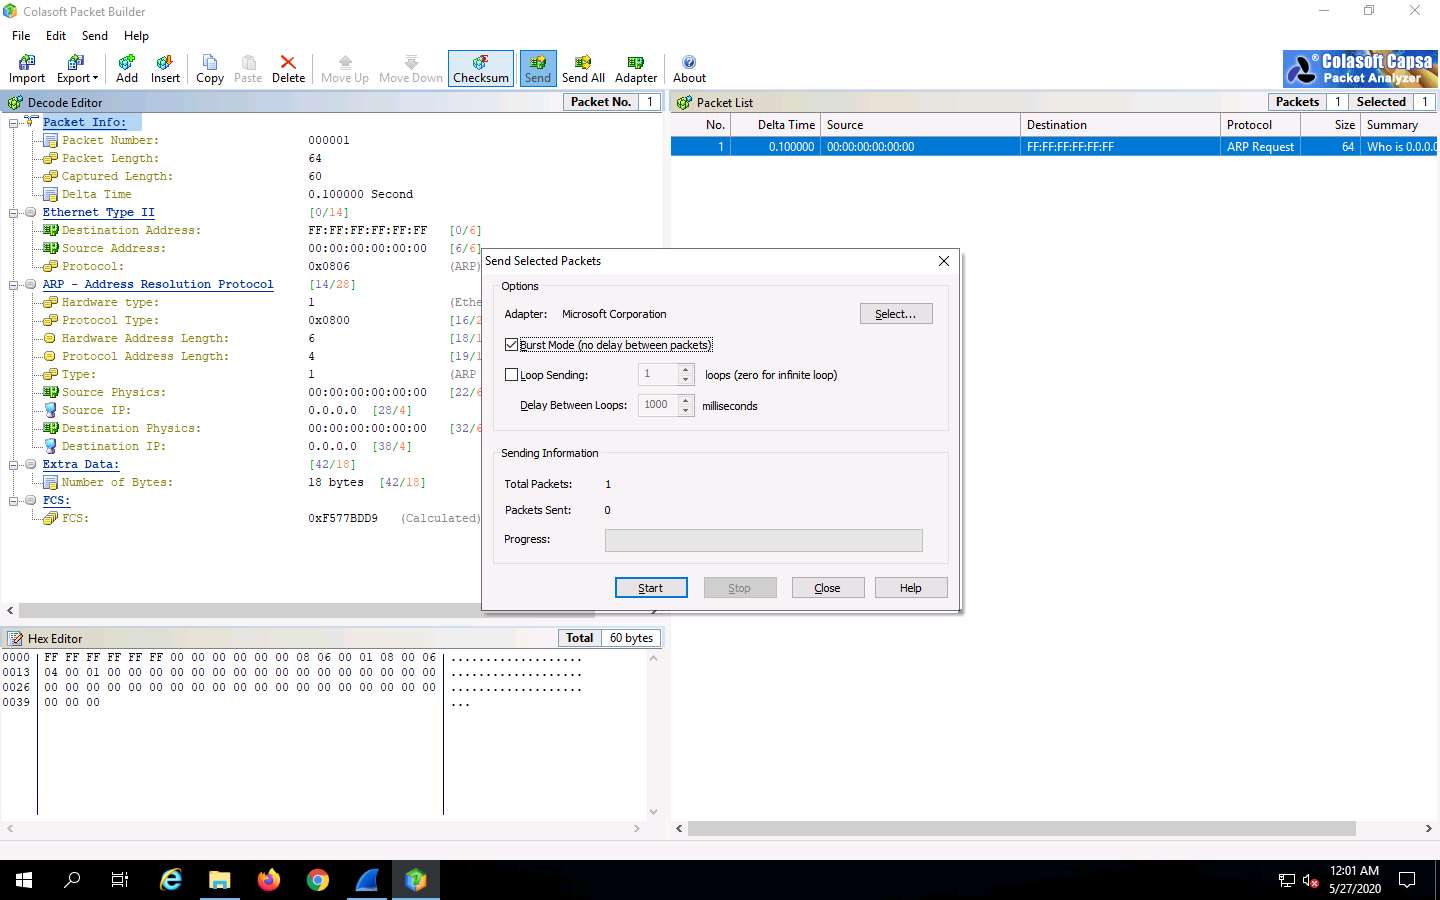 Colasoft Packet Builder
File Edit Send Help
Import Export Add Insert Copy Paste Delete Move Up Move Down Checksum Send Send All Adapter About
® Colasoft Capsa
Packet Analyzer
Decode Editor Packet No. 1
Packet Info:
Packet Number: 000001
Packet Length: 64
Captured Length: 60
Delta Time 0.100000 Second
Ethernet Type II [0/14]
Destination Address: FF:FF:FF:FF:FF:FF [0/6]
Source Address: 00:00:00:00:00:00 [6/6]
Protocol: 0x0806 (ARP)
ARP - Address Resolution Protocol [14/28]
Hardware type: 1 (Ethe
Protocol Type: 0x0800 [16/2
Hardware Address Length: 6 [18/1
Protocol Address Length: 4 [19/1
Type: 1 (ARP
Source Physics: 00:00:00:00:00:00 [22/6
Source IP: 0.0.0.0 [28/4]
Destination Physics: 00:00:00:00:00:00 [32/6
Destination IP: 0.0.0.0 [38/4]
Extra Data: [42/18]
Number of Bytes: 18 bytes [42/18]
FCS:
FCS: 0xF577BDD9 (Calculated)
Packet List Packets 1 Selected 1
No. Delta Time Source Destination Protocol Size Summary
1 0.100000 00:00:00:00:00:00 FF:FF:FF:FF:FF:FF ARP Request 64 Who is 0.0.0.0
Send Selected Packets
Options
Adapter: Microsoft Corporation Select...
Burst Mode (no delay between packets)
Loop Sending: 1 loops (zero for infinite loop)
Delay Between Loops: 1000 milliseconds
Sending Information
Total Packets: 1
Packets Sent: 0
Progress:
Start Stop Close Help
Hex Editor Total 60 bytes
0000 FF FF FF FF FF FF 00 00 00 00 00 00 08 06 00 01 08 00 06 ...................
0013 04 00 01 00 00 00 00 00 00 00 00 00 00 00 00 00 00 00 00 ...................
0026 00 00 00 00 00 00 00 00 00 00 00 00 00 00 00 00 00 00 00 ...................
0039 00 00 00 ...
12:01 AM
5/27/2020